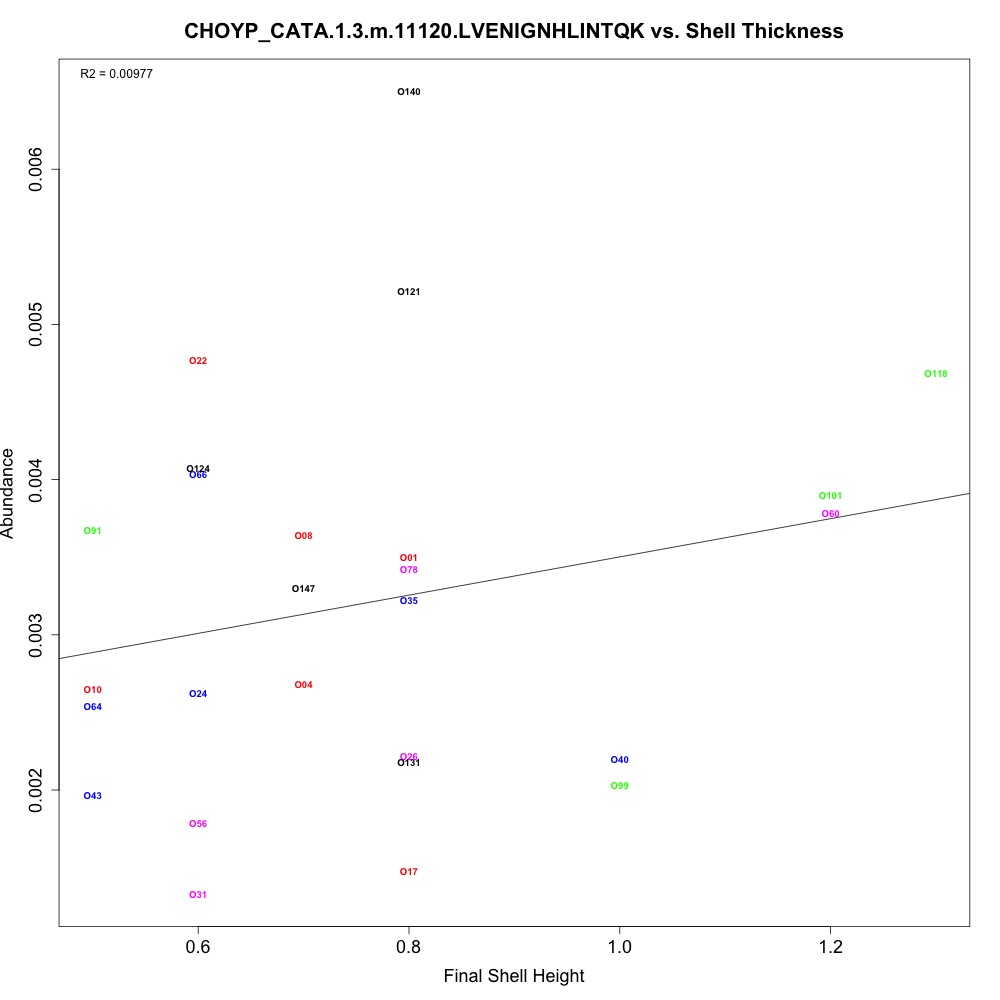 CHOYP_CATA.1.3.m.11120.LVENIGNHLINTQK vs. Shell Thickness
R2 = 0.00977
O140
0.006
O121
0.005
O22
O118
O124
O66
0.004
O101
O60
O91
O08
O01
O78
O147
O35
0.003
O10
O04
O24
O64
O26
O131
O40
O99
0.002
O43
O56
O17
O31
Abundance
0.6 0.8 1.0 1.2
Final Shell Height